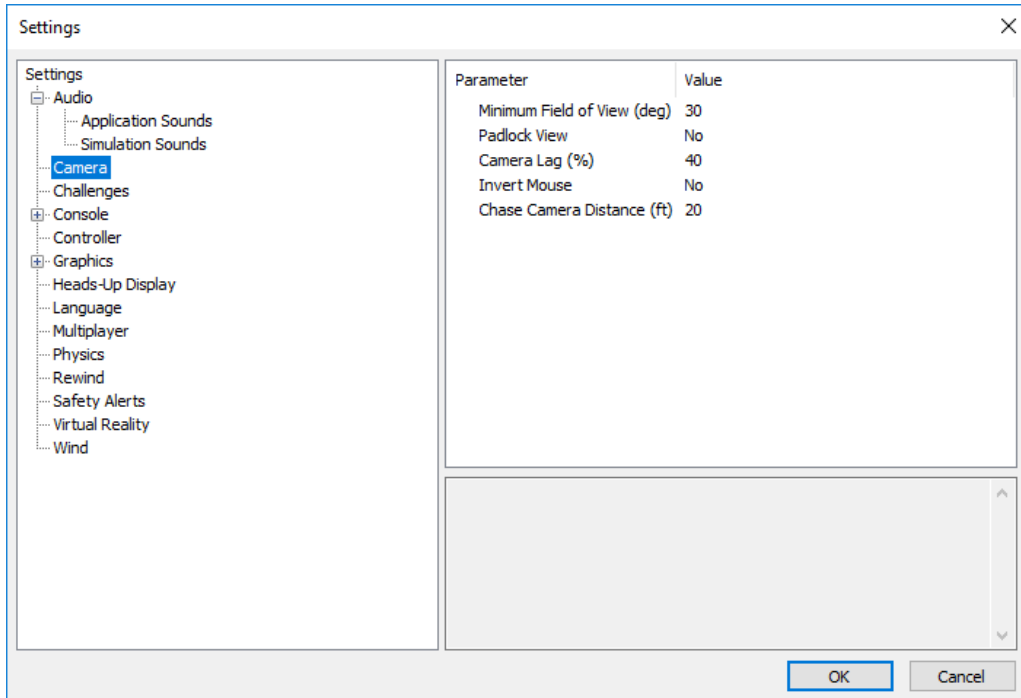 Settings
Settings
Audio
Application Sounds
Simulation Sounds
Camera
Challenges
Console
Controller
Graphics
Heads-Up Display
Language
Multiplayer
Physics
Rewind
Safety Alerts
Virtual Reality
Wind
Parameter Value
Minimum Field of View (deg) 30
Padlock View No
Camera Lag (%) 40
Invert Mouse No
Chase Camera Distance (ft) 20
OK Cancel